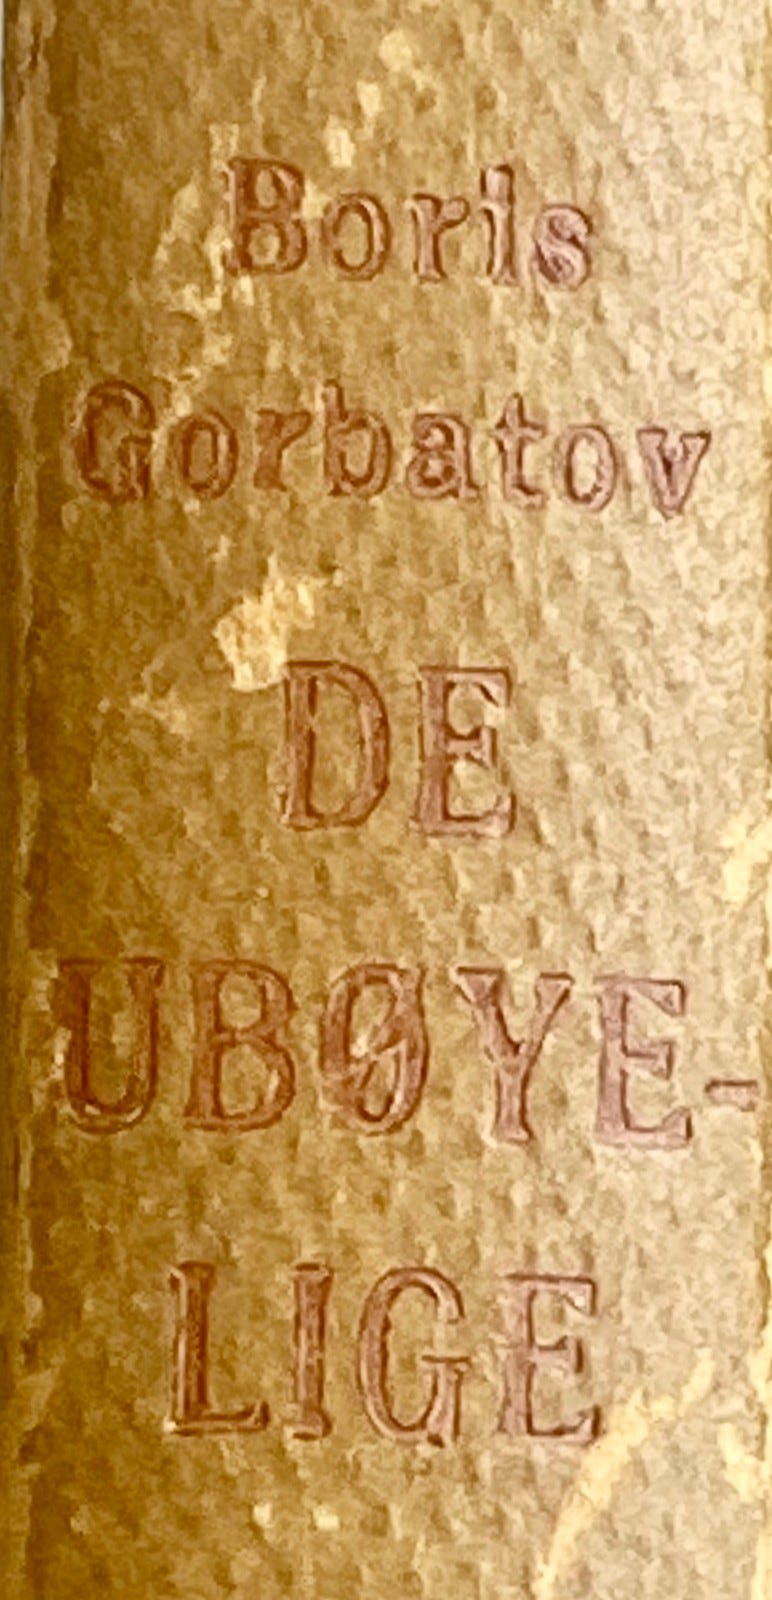 Boris
Gorbatov
DE
UBØYE-
LIGE